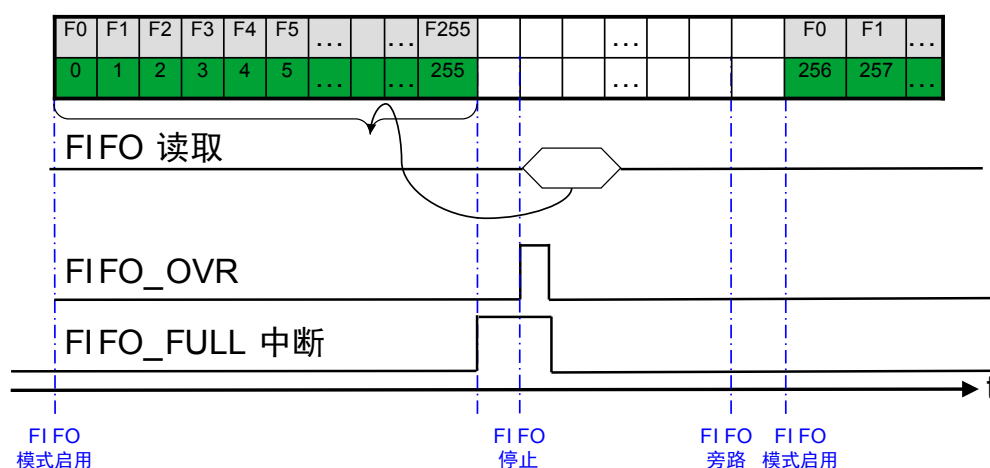 F0 F1 F2 F3 F4 F5 ... ... F255 ... F0 F1 ...
0 1 2 3 4 5 ... ... 255 ... 256 257 ...
FIFO 读取
FIFO_OVR
FIFO_FULL 中断
t
FIFO FIFO FIFO FIFO
模式启用 停止 旁路 模式启用